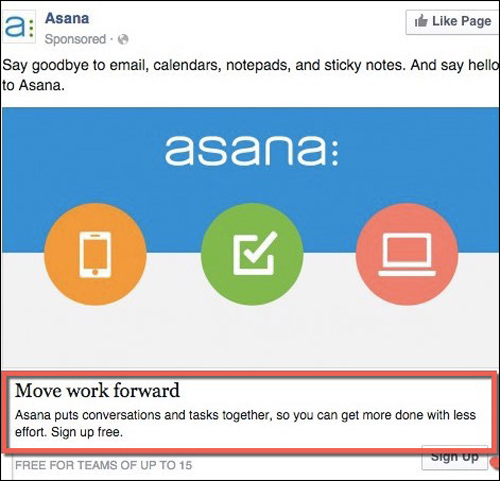 a:
Asana
Sponsored ·
Like Page
Say goodbye to email, calendars, notepads, and sticky notes. And say hello
to Asana.
asana:
Move work forward
Asana puts conversations and tasks together, so you can get more done with less
effort. Sign up free.
Sign Up
FREE FOR TEAMS OF UP TO 15